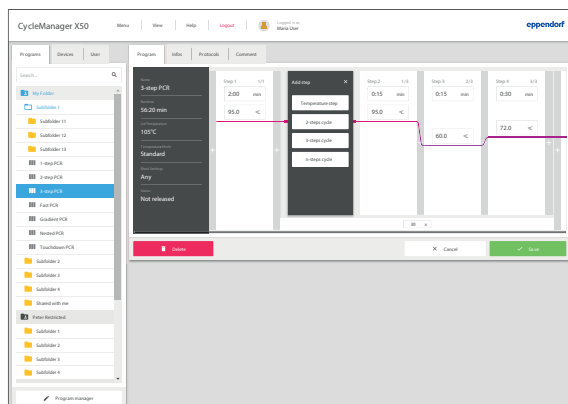 CycleManager X50
Menu
View
Help
Logout
Logged in as
Maria User
eppendorf
Programs
Devices
User
Program
Infos
Protocols
Comment
Search...
My Folder
Subfolder 1
Subfolder 11
Subfolder 12
Subfolder 13
1-step PCR
2-step PCR
3-step PCR
Fast PCR
Gradient PCR
Nested PCR
Touchdown PCR
Subfolder 2
Subfolder 3
Subfolder 4
Shared with me
Peter Restricted
Subfolder 1
Subfolder 2
Subfolder 3
Subfolder 4
Program manager
Name
3-step PCR
Runtime
56:20 min
Lid Temperature
105°C
Temperature Mode
Standard
Block Settings
Any
Status
Not released
Step 1 1/1
2:00 min
95.0 °C
Add step ×
Temperature step
2-steps cycle
3-steps cycle
n-steps cycle
Step 2 1/3
0:15 min
95.0 °C
Step 3 2/3
0:15 min
60.0 °C
Step 4 3/3
0:30 min
72.0 °C
x
Delete
Cancel
Save